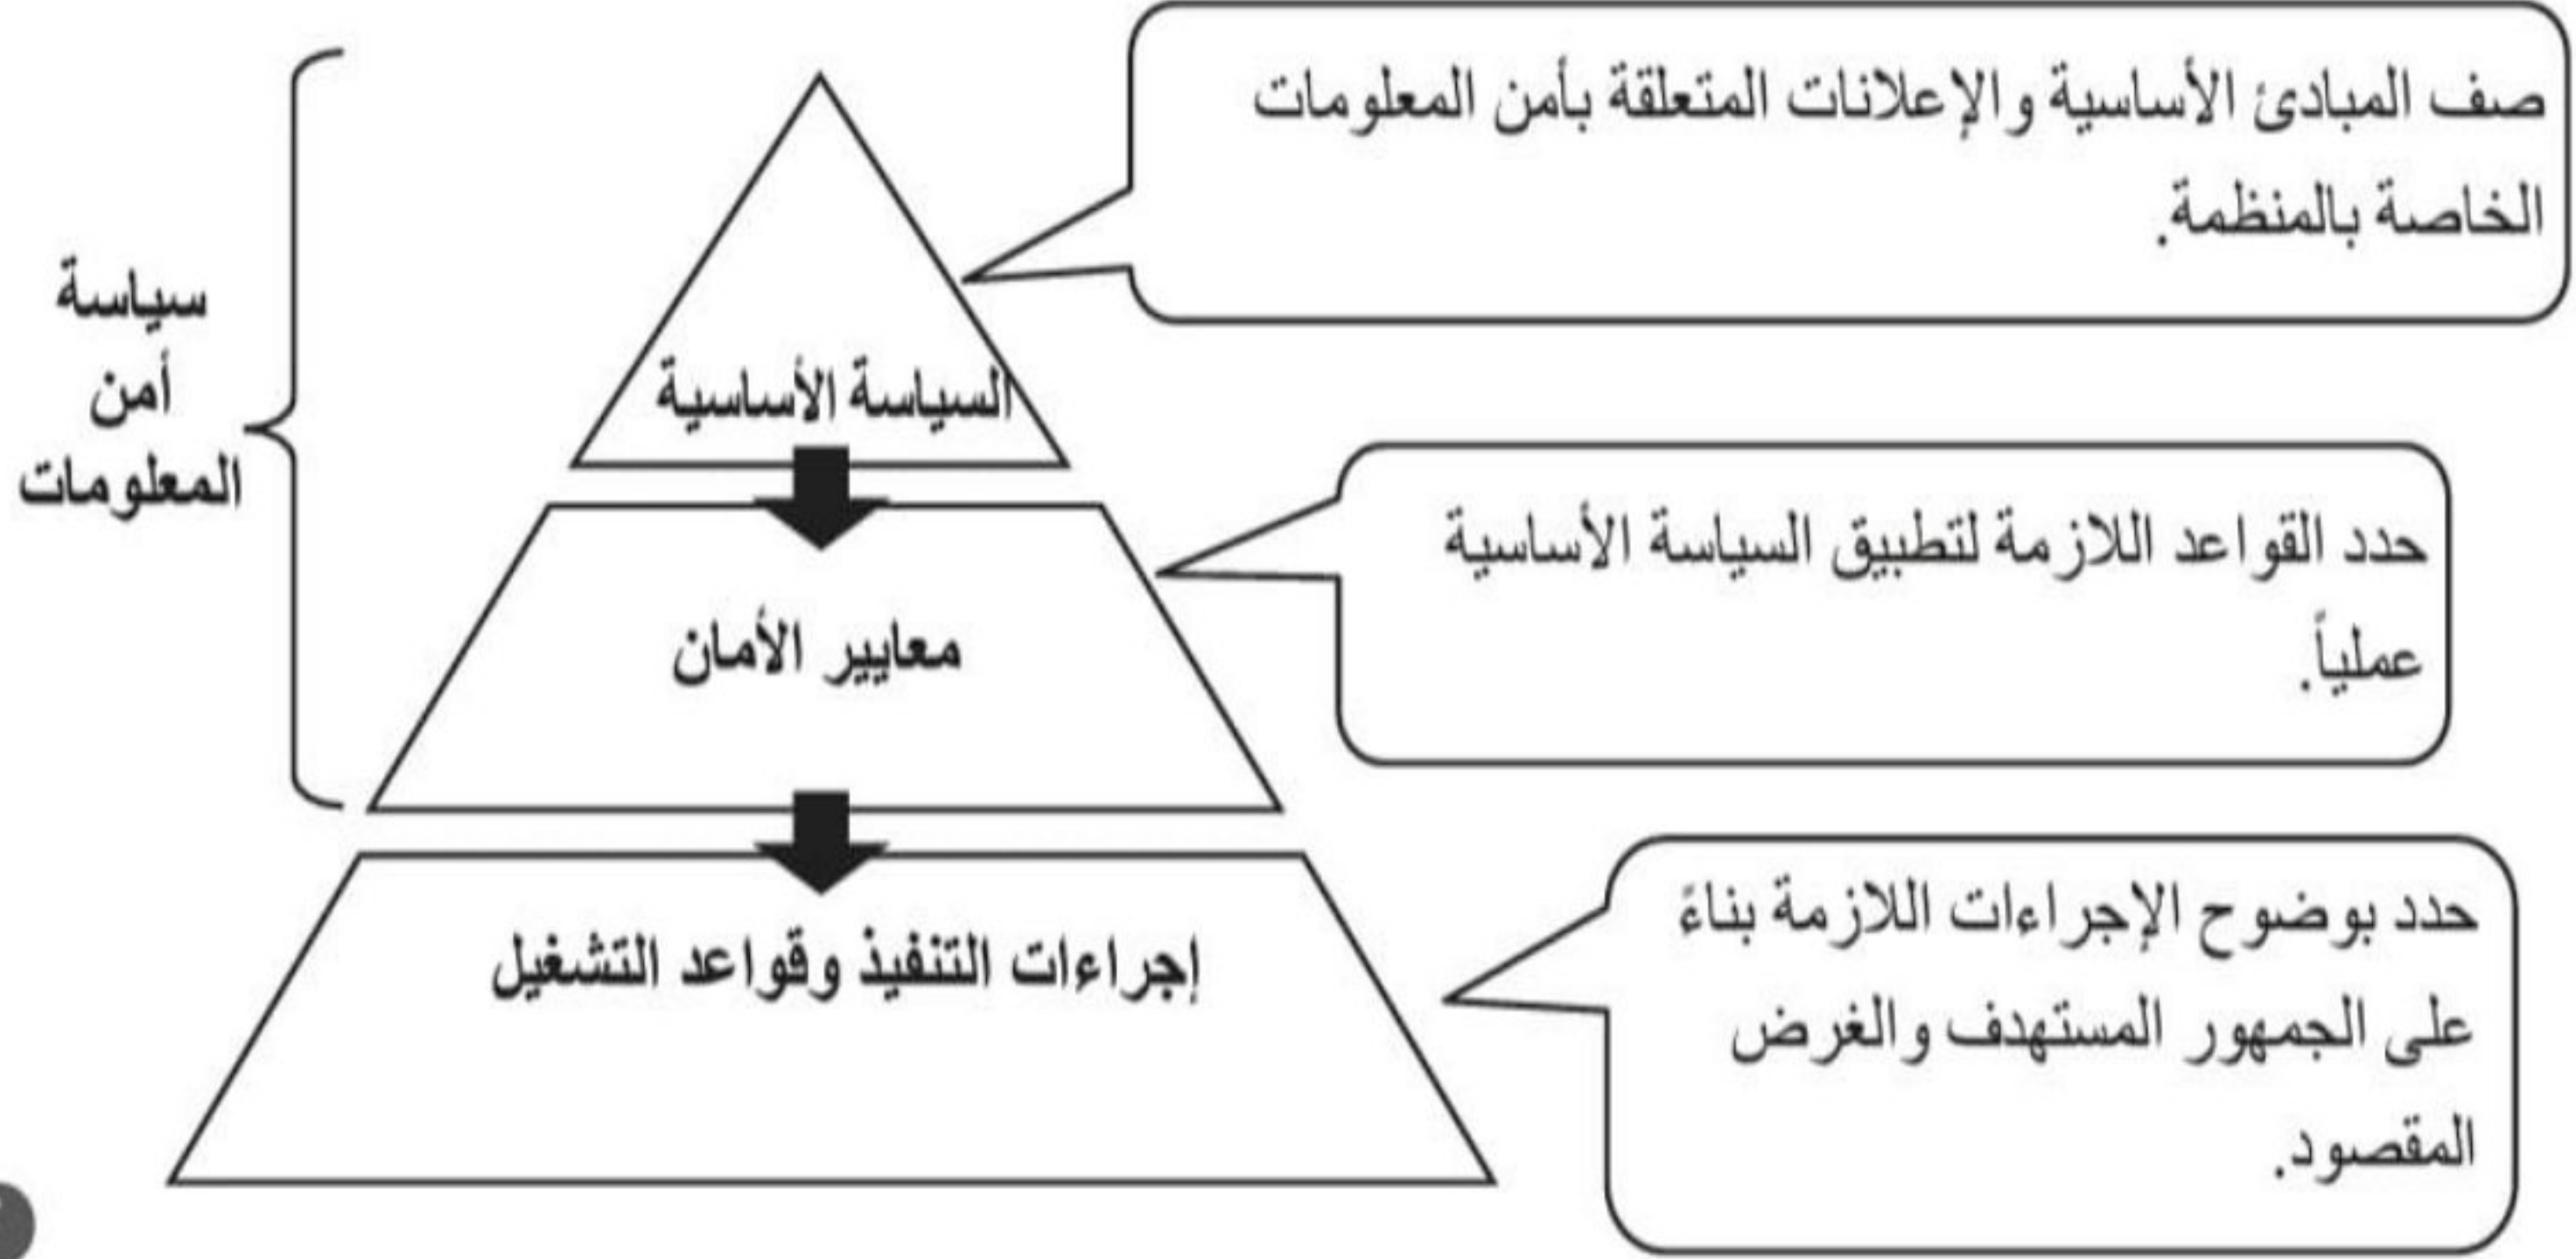 صف المبادئ الأساسية والإعلانات المتعلقة بأمن المعلومات
الخاصة بالمنظمة.
السياسة الأساسية
سياسة
أمن
المعلومات
حدد القواعد اللازمة لتطبيق السياسة الأساسية
عملياً.
معايير الأمان
حدد بوضوح الإجراءات اللازمة بناءً
على الجمهور المستهدف والغرض
المقصود.
إجراءات التنفيذ وقواعد التشغيل